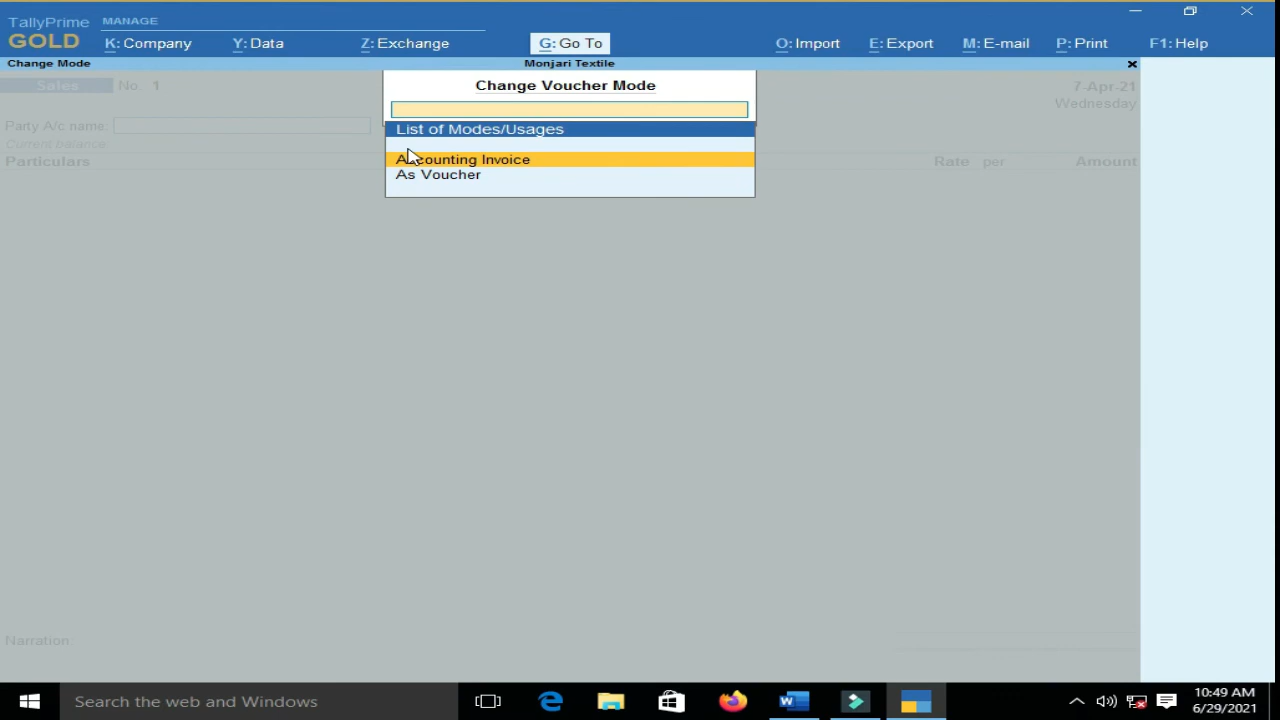 TallyPrime MANAGE
GOLD K: Company Y: Data Z: Exchange G: Go To O: Import E: Export M: E-mail P: Print F1: Help
Change Mode Monjari Textile
Sales No. 1 Change Voucher Mode 7-Apr-21
Wednesday
Party A/c name:
List of Modes/Usages
Current balance:
Particulars Accounting Invoice Rate per Amount
As Voucher
Narration:
Search the web and Windows 10:49 AM
6/29/2021